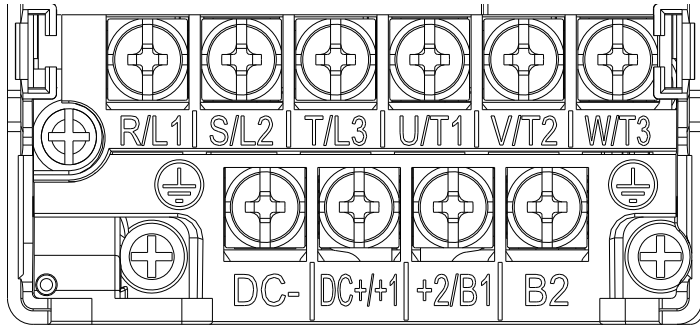 R/L1 S/L2 T/L3 U/T1 V/T2 W/T3
DC- DC+/+1 +2/B1 B2